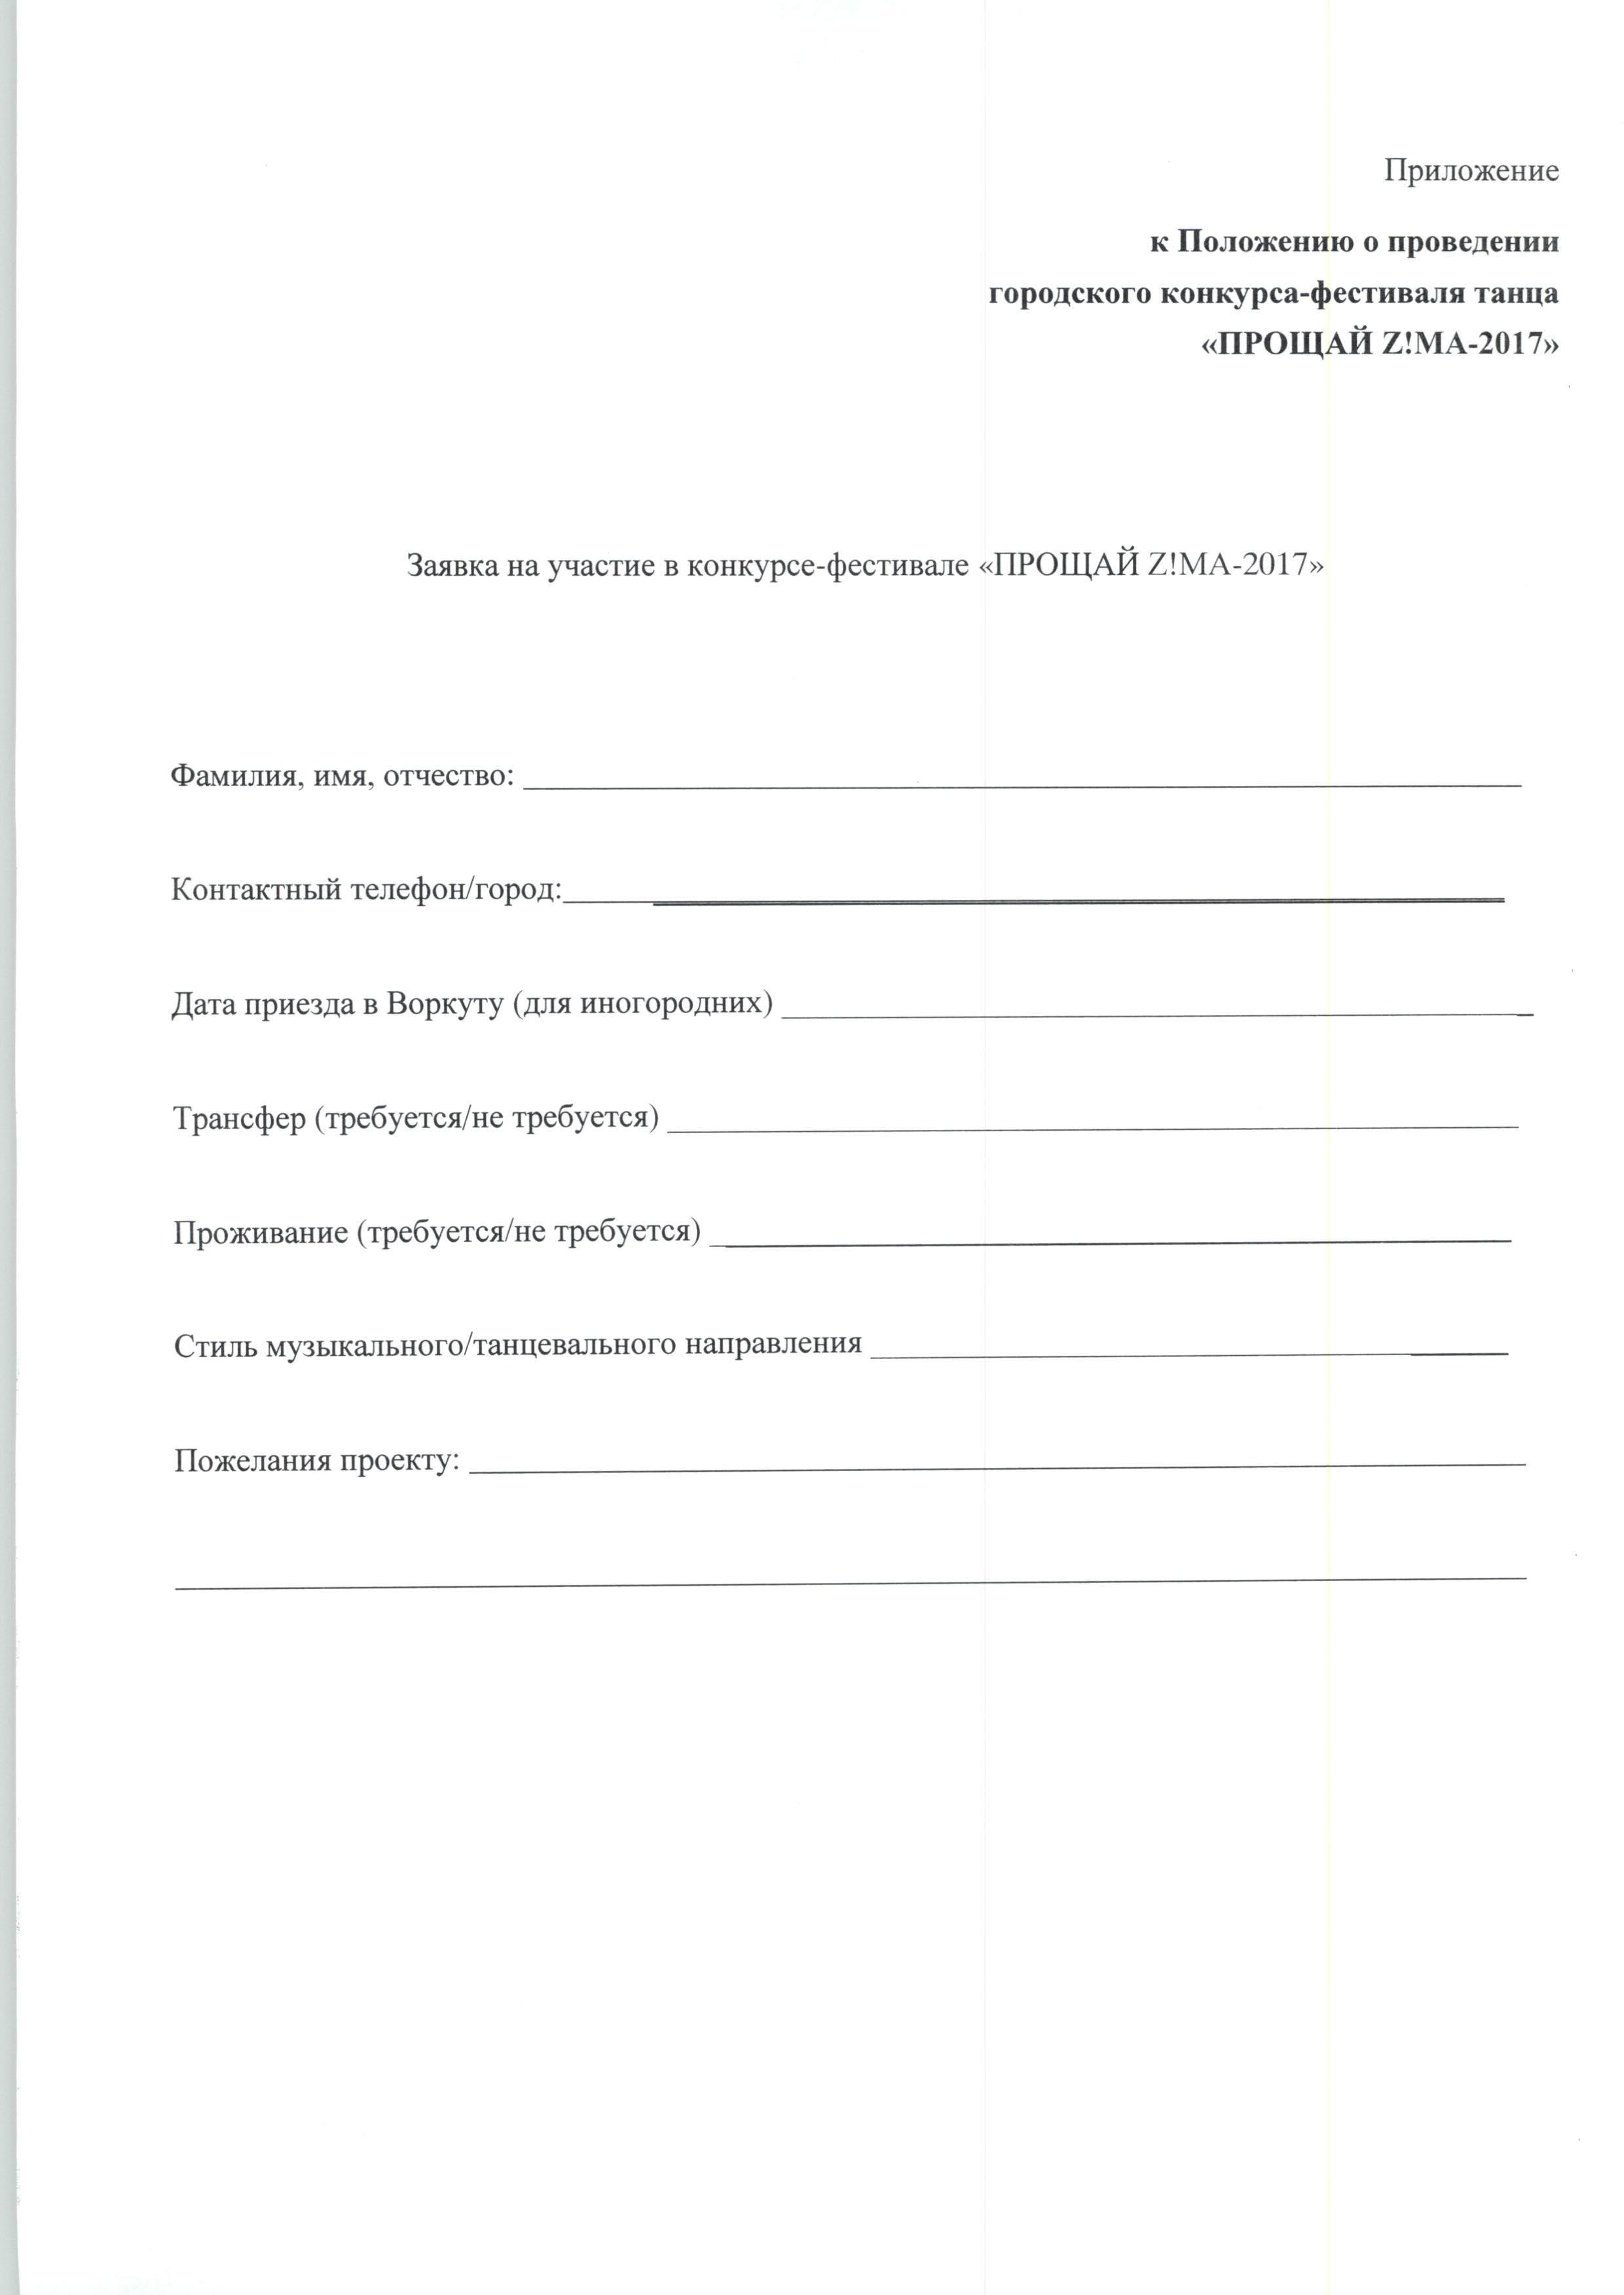 Приложение
к Положению о проведении
городского конкурса-фестиваля танца
«ПРОЩАЙ Z!МА-2017»
Заявка на участие в конкурсе-фестивале «ПРОЩАЙ Z!МА-2017»
Фамилия, имя, отчество:
Контактный телефон/город:
Дата приезда в Воркуту (для иногородних)
Трансфер (требуется/не требуется)
Проживание (требуется/не требуется)
Стиль музыкального/танцевального направления
Пожелания проекту: